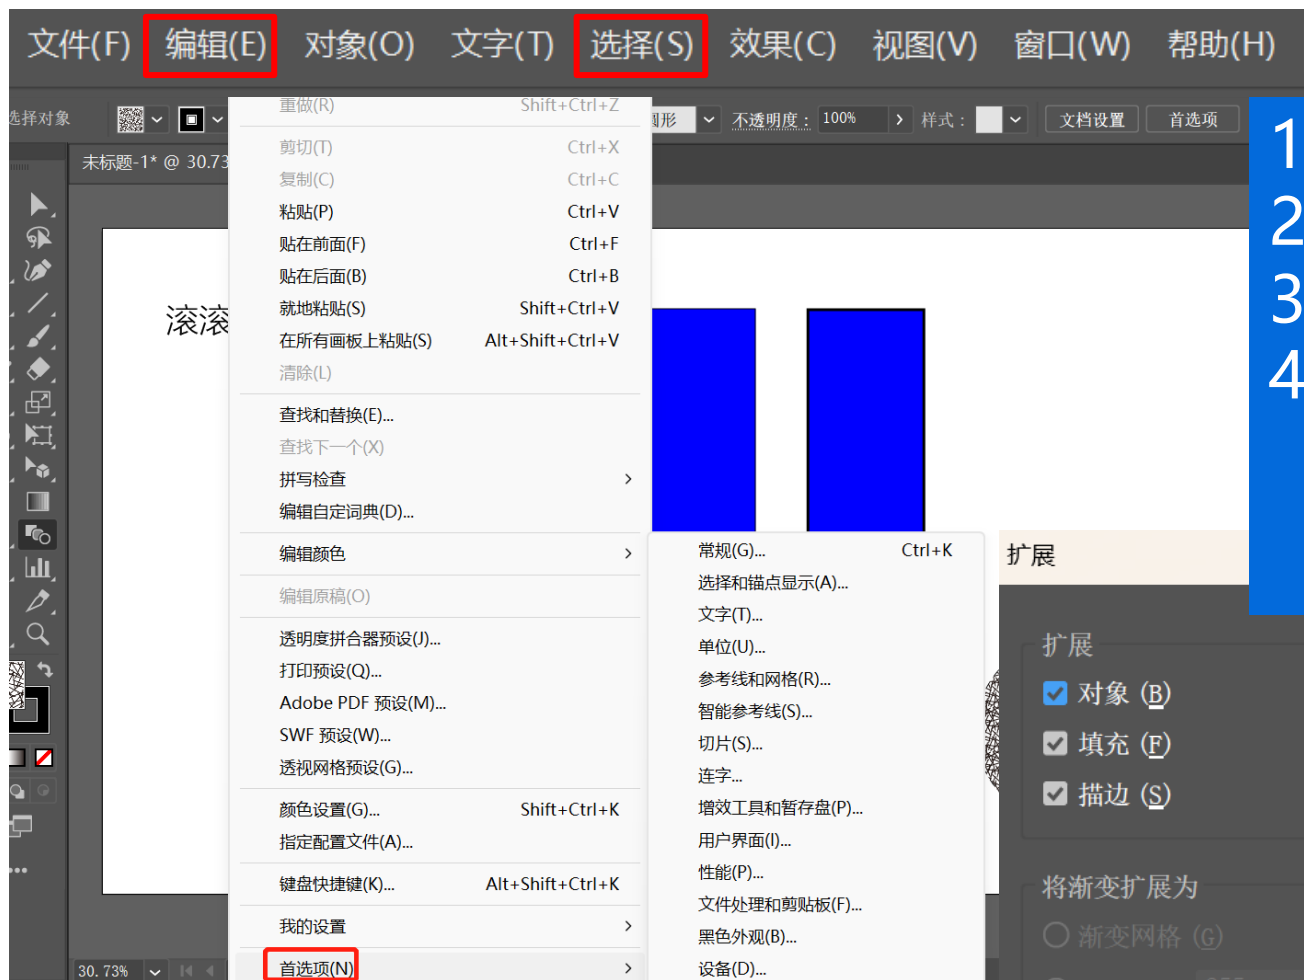 文件(F) 编辑(E) 对象(O) 文字(T) 选择(S) 效果(C) 视图(V) 窗口(W) 帮助(H)
选择对象
圆形 不透明度： 100% 样式： 文档设置 首选项
未标题-1* @ 30.73
滚滚
重做(R) Shift+Ctrl+Z
剪切(T) Ctrl+X
复制(C) Ctrl+C
粘贴(P) Ctrl+V
贴在前面(F) Ctrl+F
贴在后面(B) Ctrl+B
就地粘贴(S) Shift+Ctrl+V
在所有画板上粘贴(S) Alt+Shift+Ctrl+V
清除(L)
查找和替换(E)...
查找下一个(X)
拼写检查
编辑自定词典(D)...
编辑颜色
编辑原稿(O)
透明度拼合器预设(J)...
打印预设(Q)...
Adobe PDF 预设(M)...
SWF 预设(W)...
透视网格预设(G)...
颜色设置(G)... Shift+Ctrl+K
指定配置文件(A)...
键盘快捷键(K)... Alt+Shift+Ctrl+K
我的设置
首选项(N)
常规(G)... Ctrl+K
选择和锚点显示(A)...
文字(T)...
单位(U)...
参考线和网格(R)...
智能参考线(S)...
切片(S)...
连字...
增效工具和暂存盘(P)...
用户界面(I)...
性能(P)...
文件处理和剪贴板(F)...
黑色外观(B)...
设备(D)...
1
2
3
4
扩展
扩展
对象 (B)
填充 (F)
描边 (S)
将渐变扩展为
渐变网格 (G)
30.73%